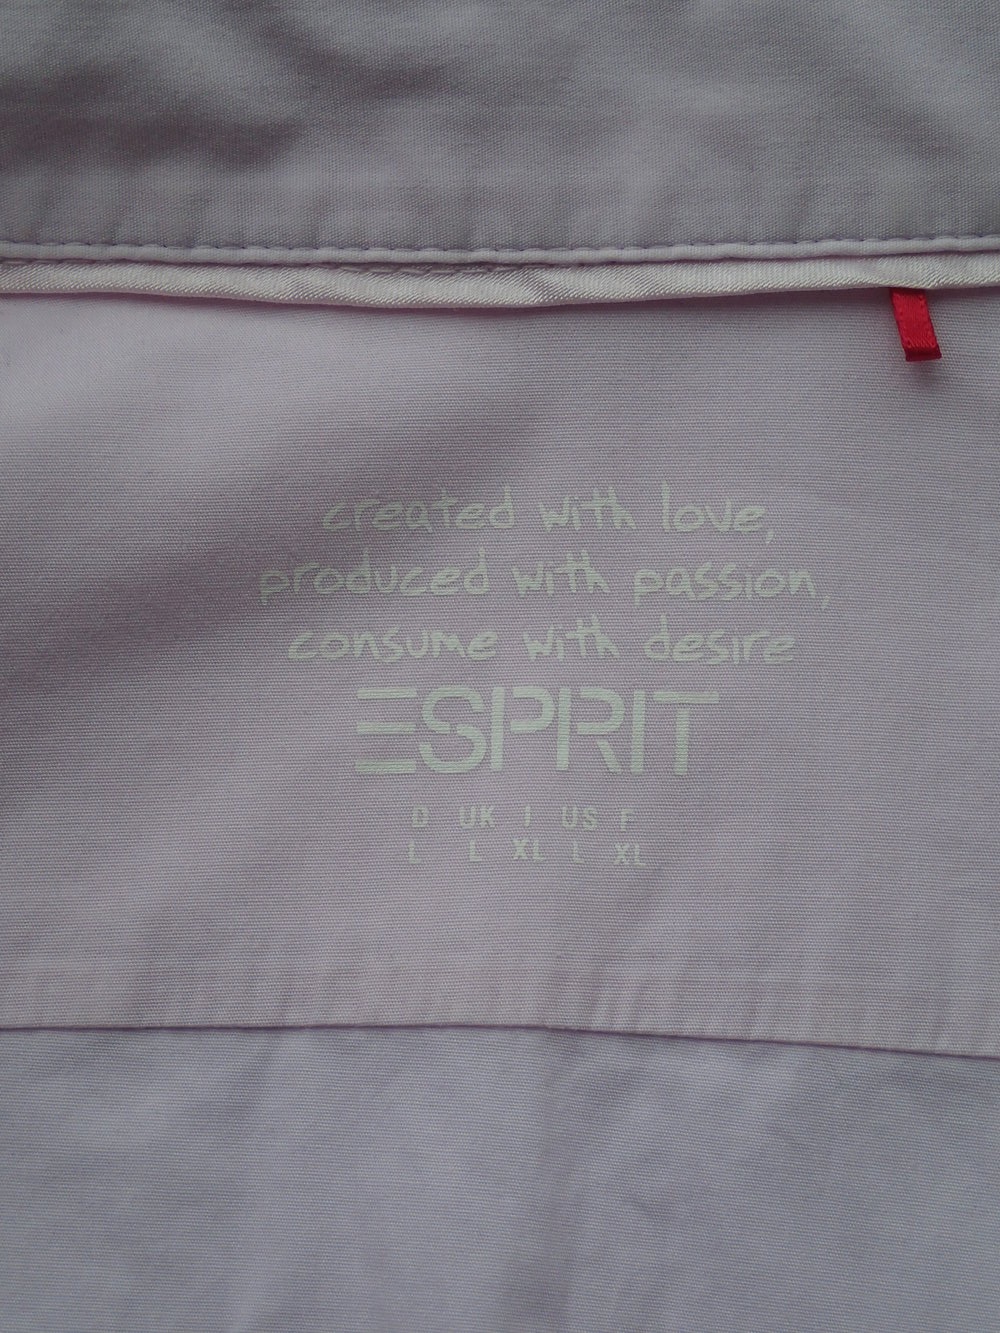 created with love,
produced with passion,
consume with desire
ESPRIT
D UK I US F
L L XL L XL